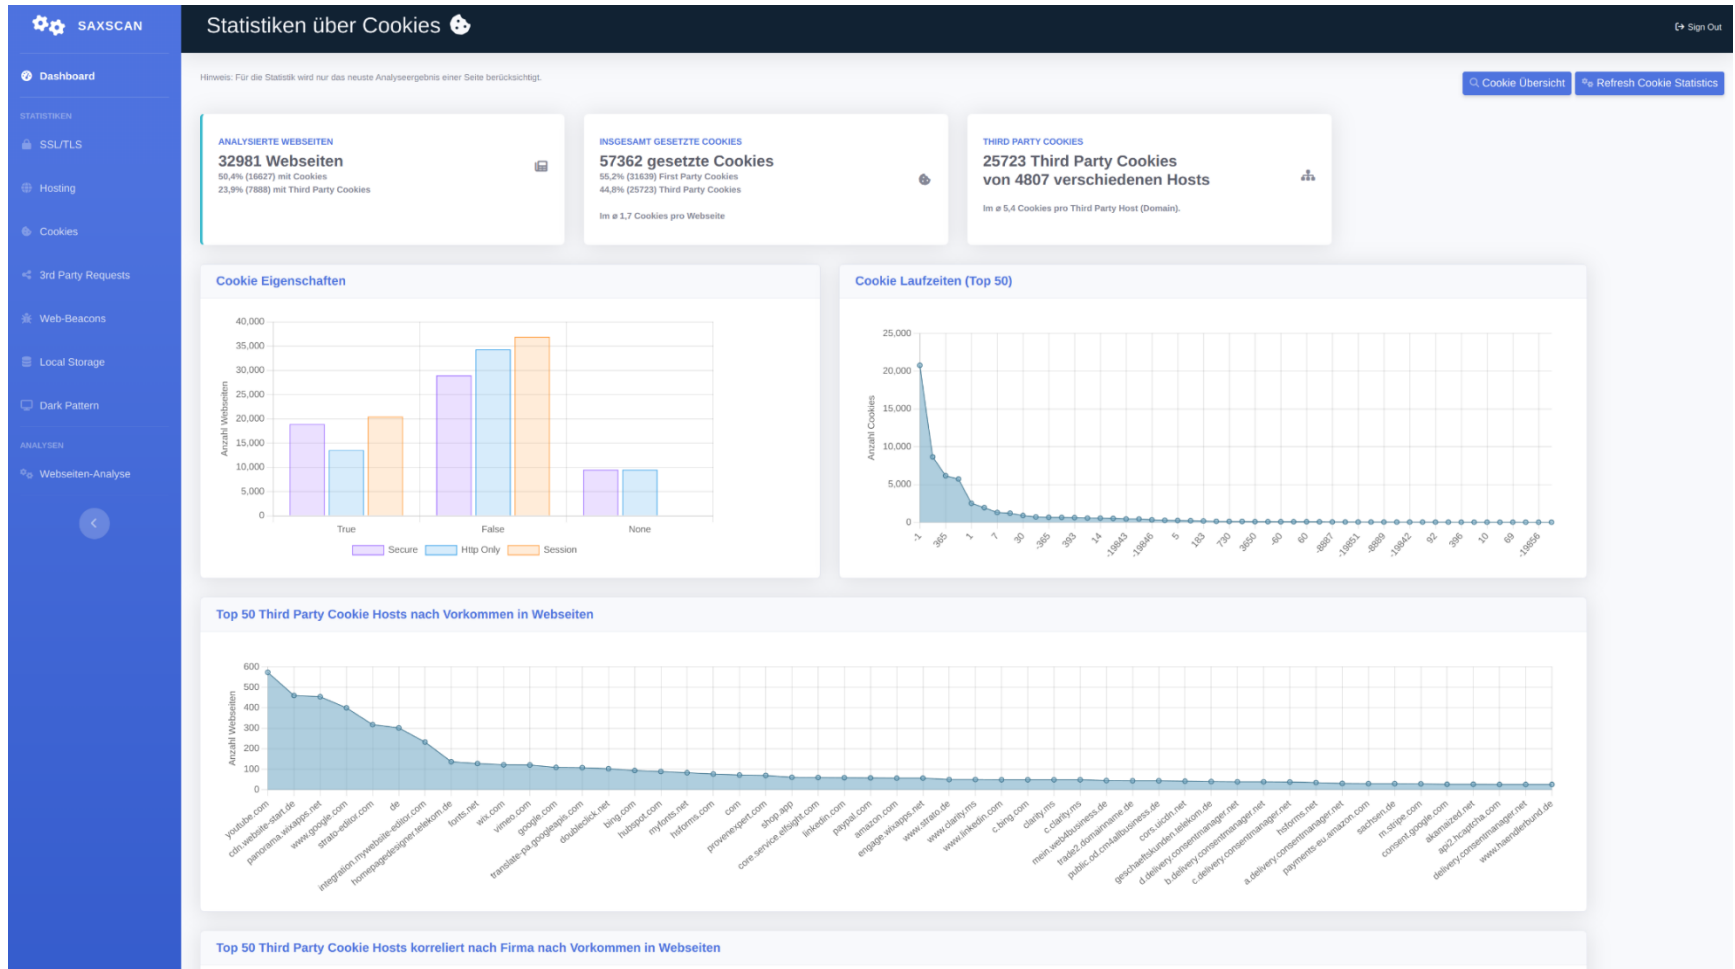 SAXSCAN
Statistiken über Cookies
Sign Out
Dashboard
STATISTIKEN
SSL/TLS
Hosting
Cookies
3rd Party Requests
Web-Beacons
Local Storage
Dark Pattern
ANALYSEN
Webseiten-Analyse
Hinweis: Für die Statistik wird nur das neuste Analyseergebnis einer Seite berücksichtigt.
Cookie Übersicht
Refresh Cookie Statistics
ANALYSIERTE WEBSEITEN
32981 Webseiten
50,4% (16627) mit Cookies
23,9% (7888) mit Third Party Cookies
INSGESAMT GESETZTE COOKIES
57362 gesetzte Cookies
55,2% (31639) First Party Cookies
44,8% (25723) Third Party Cookies
Im ø 1,7 Cookies pro Webseite
THIRD PARTY COOKIES
25723 Third Party Cookies
von 4807 verschiedenen Hosts
Im ø 5,4 Cookies pro Third Party Host (Domain).
Cookie Eigenschaften
Anzahl Webseiten
40,000
35,000
30,000
25,000
20,000
15,000
10,000
5,000
0
True False None
Secure Http Only Session
Cookie Laufzeiten (Top 50)
Anzahl Cookies
25,000
20,000
15,000
10,000
5,000
0
-1 365 1 7 30 -365 393 14 -19843 -19846 5 183 730 3650 -60 60 -8887 -19851 -8889 -19842 92 396 10 69 -19856
Top 50 Third Party Cookie Hosts nach Vorkommen in Webseiten
Anzahl Webseiten
600
500
400
300
200
100
0
youtube.com
cdn.website-start.de
panorama.wixapps.net
www.google.com
strato-editor.com
de
integration.mywebsite-editor.com
homepagedesigner.telekom.de
fonts.net
wix.com
vimeo.com
google.com
translate-pa.googleapis.com
doubleclick.net
bing.com
hubspot.com
myfonts.net
hsforms.com
com
provenexpert.com
shop.app
core.service.elfsight.com
linkedin.com
paypal.com
amazon.com
engage.wixapps.net
www.strato.de
www.clarity.ms
www.linkedin.com
c.bing.com
clarity.ms
c.clarity.ms
mein.web4business.de
trade2.domainname.de
public.od.cm4allbusiness.de
cors.uicdn.net
geschaeftskunden.telekom.de
d.delivery.consentmanager.net
b.delivery.consentmanager.net
c.delivery.consentmanager.net
hsforms.net
a.delivery.consentmanager.net
payments-eu.amazon.com
sachsen.de
m.stripe.com
consent.google.com
akamaized.net
api2.hcaptcha.com
delivery.consentmanager.net
www.haendlerbund.de
Top 50 Third Party Cookie Hosts korreliert nach Firma nach Vorkommen in Webseiten